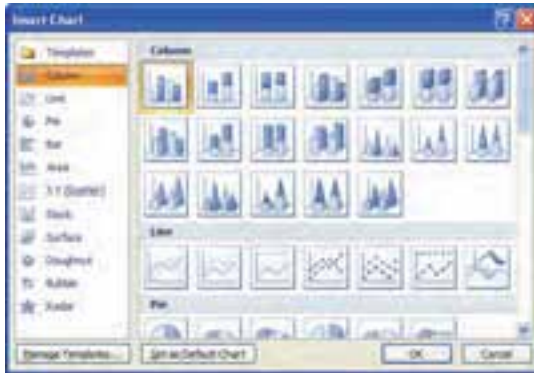 Insert Chart
Templates
Column
Line
Pie
Bar
Area
X Y (Scatter)
Stock
Surface
Doughnut
Bubble
Radar
Column
Line
Pie
Manage Templates...
Set as Default Chart
OK
Cancel